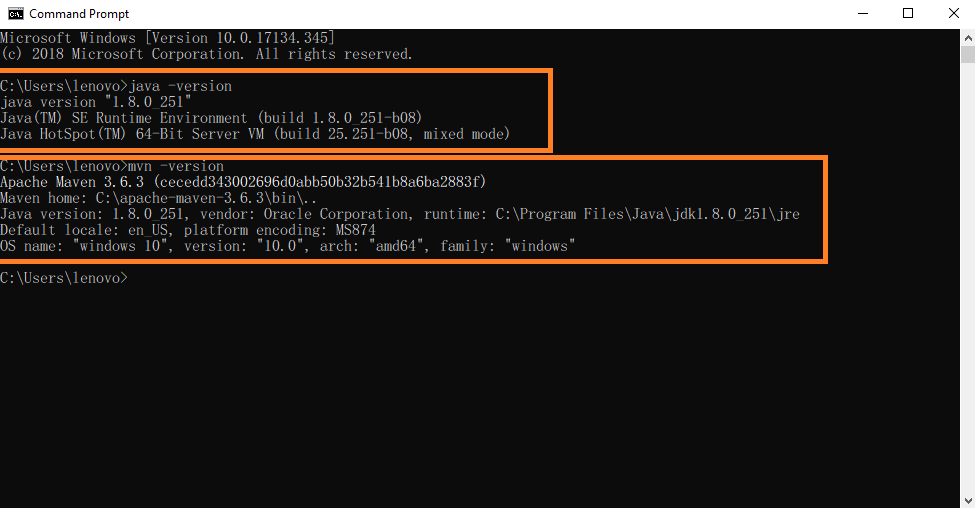 Command Prompt
Microsoft Windows [Version 10.0.17134.345]
(c) 2018 Microsoft Corporation. All rights reserved.
C:\Users\lenovo>java -version
java version "1.8.0_251"
Java(TM) SE Runtime Environment (build 1.8.0_251-b08)
Java HotSpot(TM) 64-Bit Server VM (build 25.251-b08, mixed mode)
C:\Users\lenovo>mvn -version
Apache Maven 3.6.3 (cecedd343002696d0abb50b32b541b8a6ba2883f)
Maven home: C:\apache-maven-3.6.3\bin\..
Java version: 1.8.0_251, vendor: Oracle Corporation, runtime: C:\Program Files\Java\jdk1.8.0_251\jre
Default locale: en_US, platform encoding: MS874
OS name: "windows 10", version: "10.0", arch: "amd64", family: "windows"
C:\Users\lenovo>